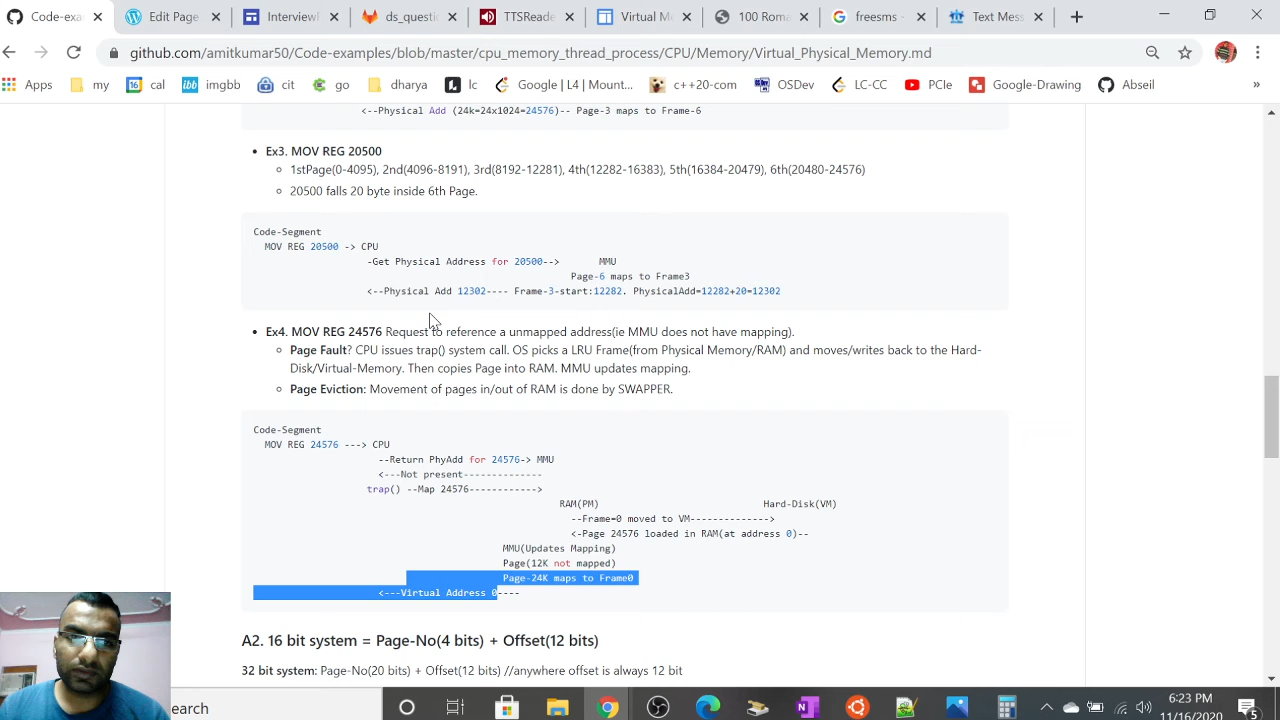 Code-exa
Edit Page
InterviewF
ds_questi
TTSReade
Virtual M
100 Roma
freesms -
Text Mess
github.com/amitkumar50/Code-examples/blob/master/cpu_memory_thread_process/CPU/Memory/Virtual_Physical_Memory.md
Apps my cal imgbb cit go dharya lc Google | L4 | Mount... c++20-com OSDev LC-CC PCIe Google-Drawing Abseil »
<--Physical Add (24k=24x1024=24576)-- Page-3 maps to Frame-6
Ex3. MOV REG 20500
1stPage(0-4095), 2nd(4096-8191), 3rd(8192-12281), 4th(12282-16383), 5th(16384-20479), 6th(20480-24576)
20500 falls 20 byte inside 6th Page.
Code-Segment
MOV REG 20500 -> CPU
-Get Physical Address for 20500--> MMU
Page-6 maps to Frame3
<--Physical Add 12302---- Frame-3-start:12282. PhysicalAdd=12282+20=12302
Ex4. MOV REG 24576 Request to reference a unmapped address(ie MMU does not have mapping).
Page Fault? CPU issues trap() system call. OS picks a LRU Frame(from Physical Memory/RAM) and moves/writes back to the Hard-
Disk/Virtual-Memory. Then copies Page into RAM. MMU updates mapping.
Page Eviction: Movement of pages in/out of RAM is done by SWAPPER.
Code-Segment
MOV REG 24576 ---> CPU
--Return PhyAdd for 24576-> MMU
<---Not present--------------
trap() --Map 24576------------>
RAM(PM) Hard-Disk(VM)
--Frame=0 moved to VM-------------->
<-Page 24576 loaded in RAM(at address 0)--
MMU(Updates Mapping)
Page(12K not mapped)
Page-24K maps to Frame0
<---Virtual Address 0----
A2. 16 bit system = Page-No(4 bits) + Offset(12 bits)
32 bit system: Page-No(20 bits) + Offset(12 bits) //anywhere offset is always 12 bit
earch
6:23 PM
11/16/2020
5